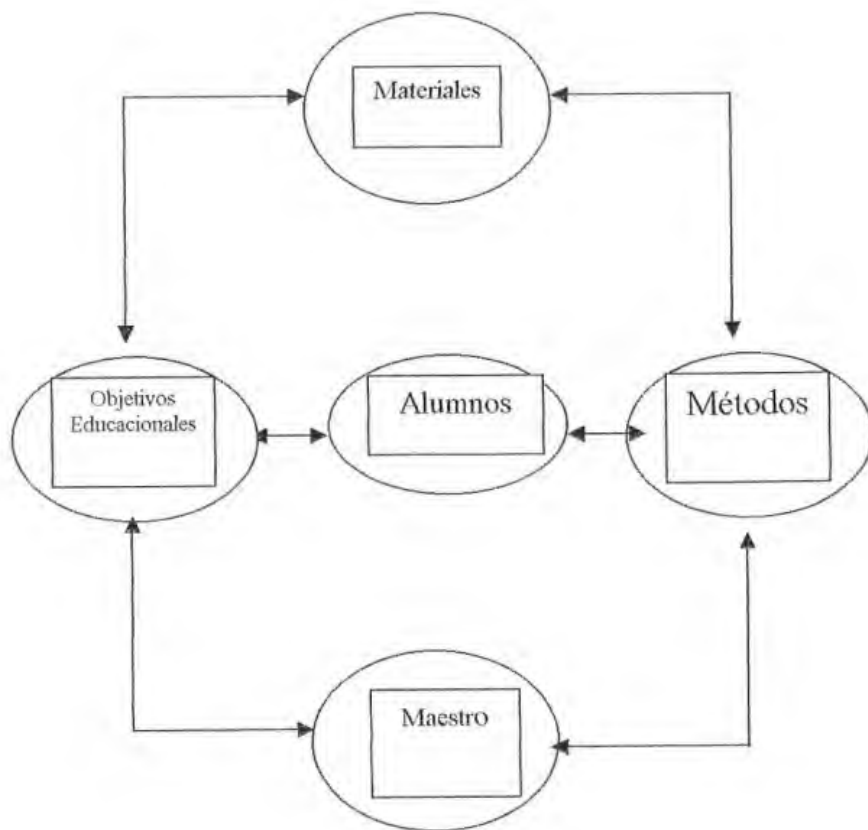 Materiales
Objetivos
Educacionales
Alumnos
Métodos
Maestro